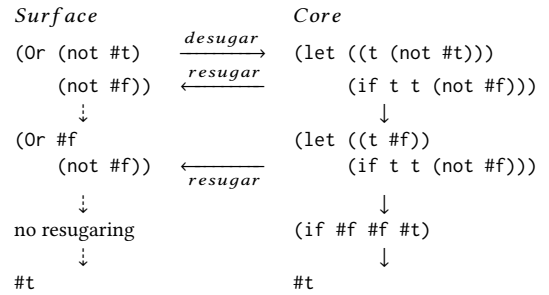 Surface Core
(Or (not #t) desugar (let ((t (not #t)))
(not #f)) resugar (if t t (not #f)))
(Or #f (let ((t #f))
(not #f)) resugar (if t t (not #f)))
no resugaring (if #f #f #t)
#t #t